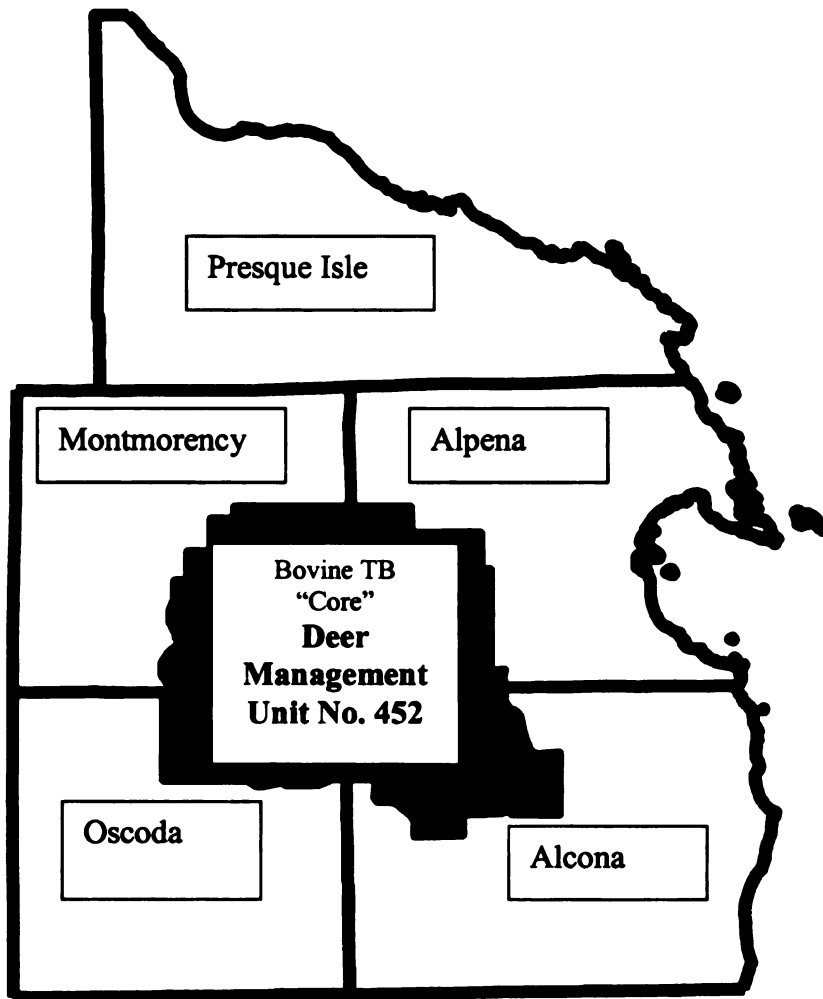 Presque Isle
Montmorency
Alpena
Bovine TB
“Core”
Deer
Management
Unit No. 452
Oscoda
Alcona